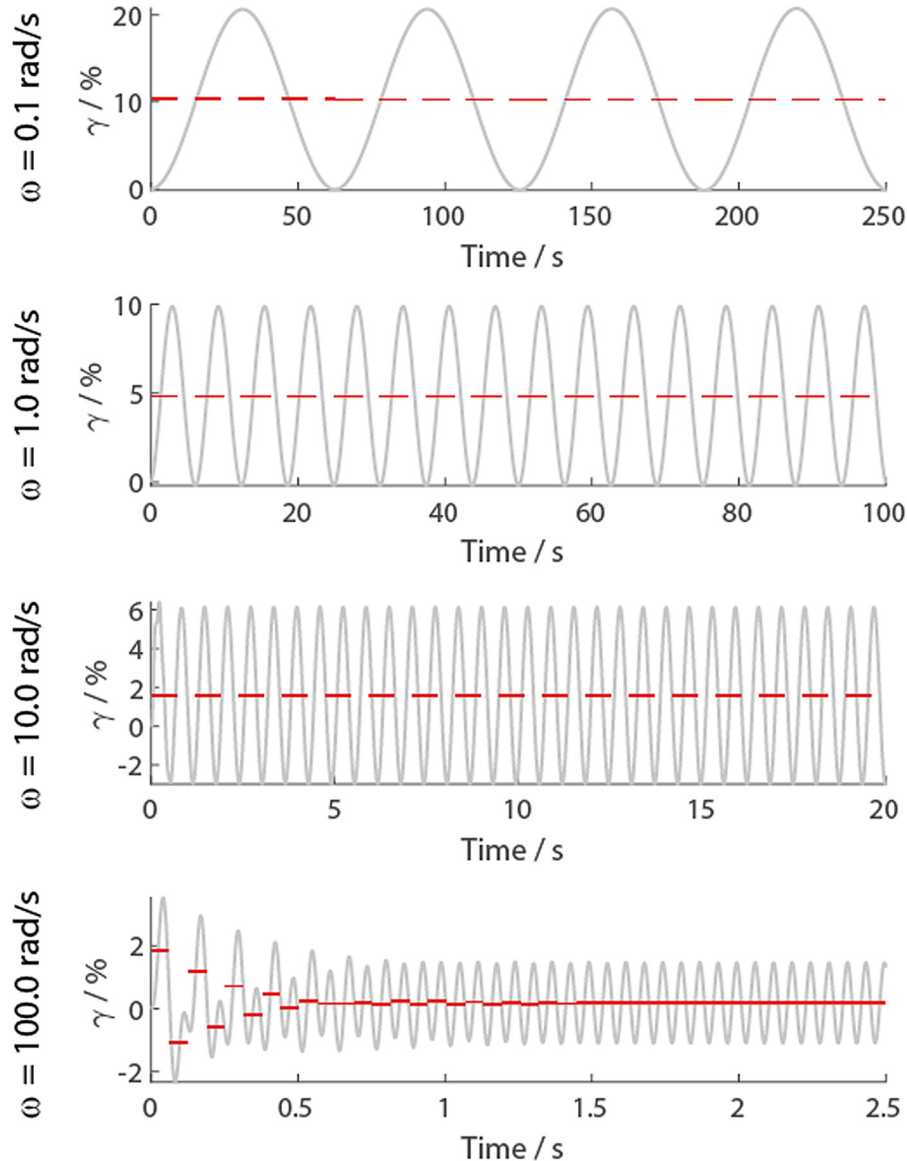 ω = 0.1 rad/s
γ / %
20
10
0
0 50 100 150 200 250
Time / s
ω = 1.0 rad/s
γ / %
10
5
0
0 20 40 60 80 100
Time / s
ω = 10.0 rad/s
γ / %
6
4
2
0
-2
0 5 10 15 20
Time / s
ω = 100.0 rad/s
γ / %
2
0
-2
0 0.5 1 1.5 2 2.5
Time / s